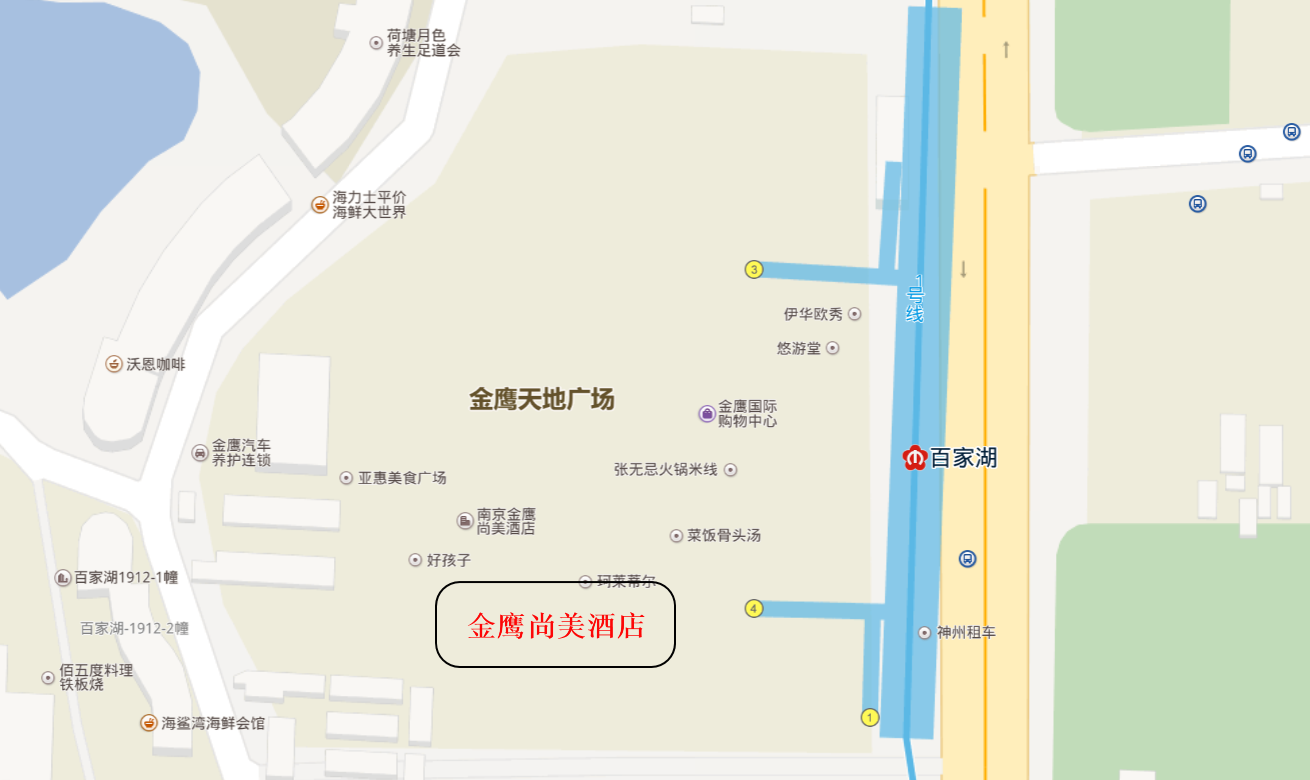 荷塘月色
养生足道会
海力士平价
海鲜大世界
3
1号线
伊华欧秀
悠游堂
沃恩咖啡
金鹰天地广场
金鹰国际
购物中心
金鹰汽车
养护连锁
百家湖
张无忌火锅米线
亚惠美食广场
南京金鹰
尚美酒店
菜饭骨头汤
好孩子
珂莱蒂尔
百家湖1912-1幢
4
金鹰尚美酒店
百家湖-1912-2幢
神州租车
佰五度料理
铁板烧
1
海鲨湾海鲜会馆